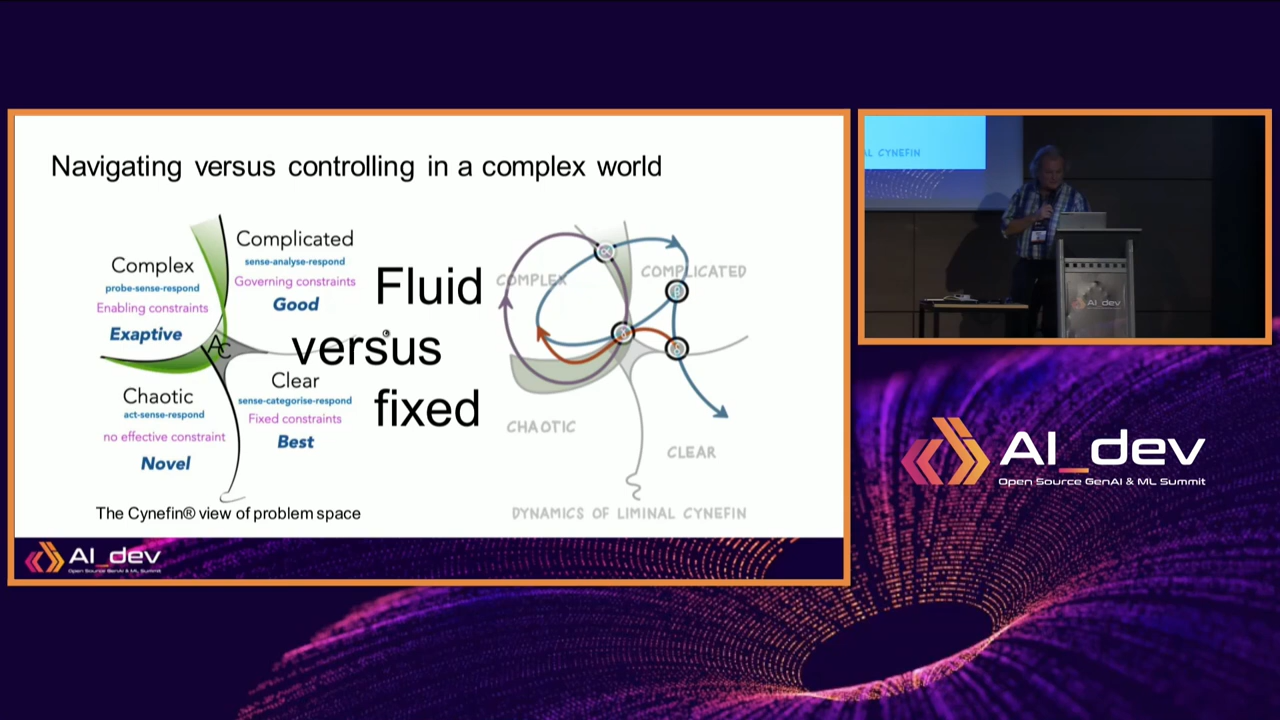 Navigating versus controlling in a complex world
Complex
probe-sense-respond
Enabling constraints
Exaptive
Complicated
sense-analyse-respond
Governing constraints
Good
Chaotic
act-sense-respond
no effective constraint
Novel
Clear
sense-categorise-respond
Fixed constraints
Best
AC
The Cynefin® view of problem space
Fluid
versus
fixed
COMPLEX
COMPLICATED
CHAOTIC
CLEAR
DYNAMICS OF LIMINAL CYNEFIN
AI_dev
Open Source GenAI & ML Summit
AL CYNEFIN
AI_dev
AI_dev
Open Source GenAI & ML Summit